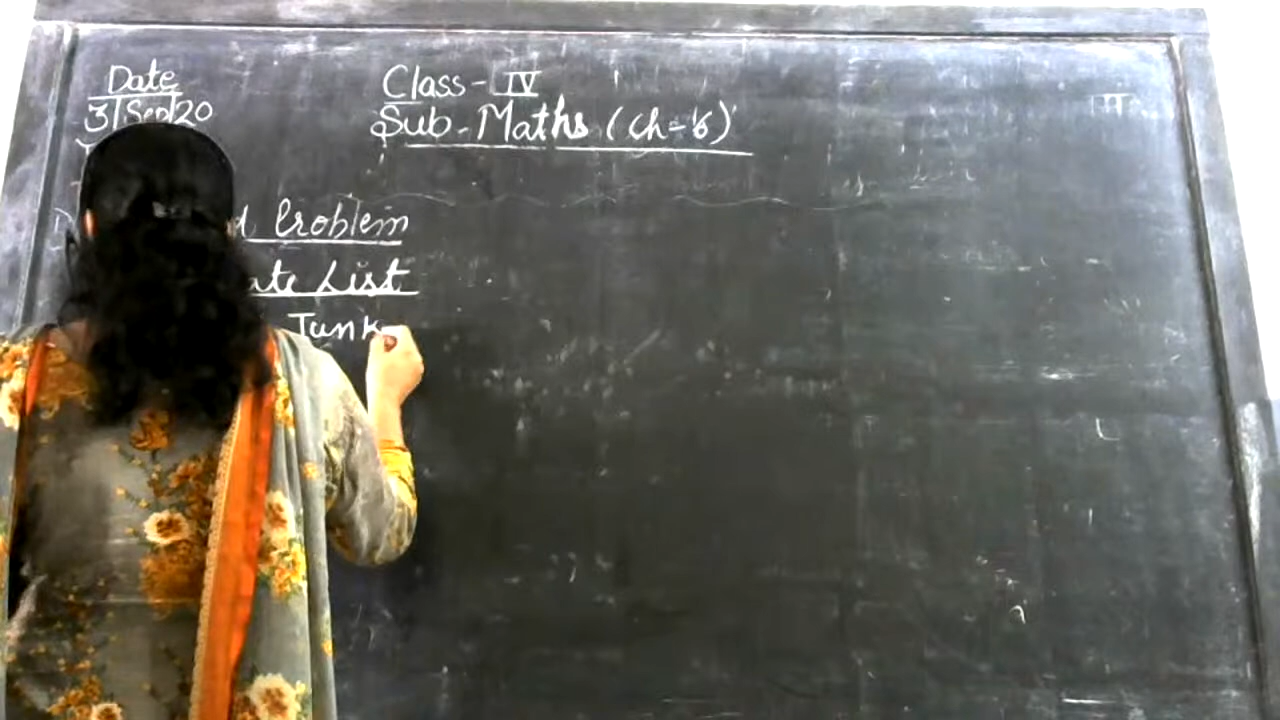 Date
3|Sep|20
Class - IV
Sub - Maths (Ch-6)
Problem
List
Junk